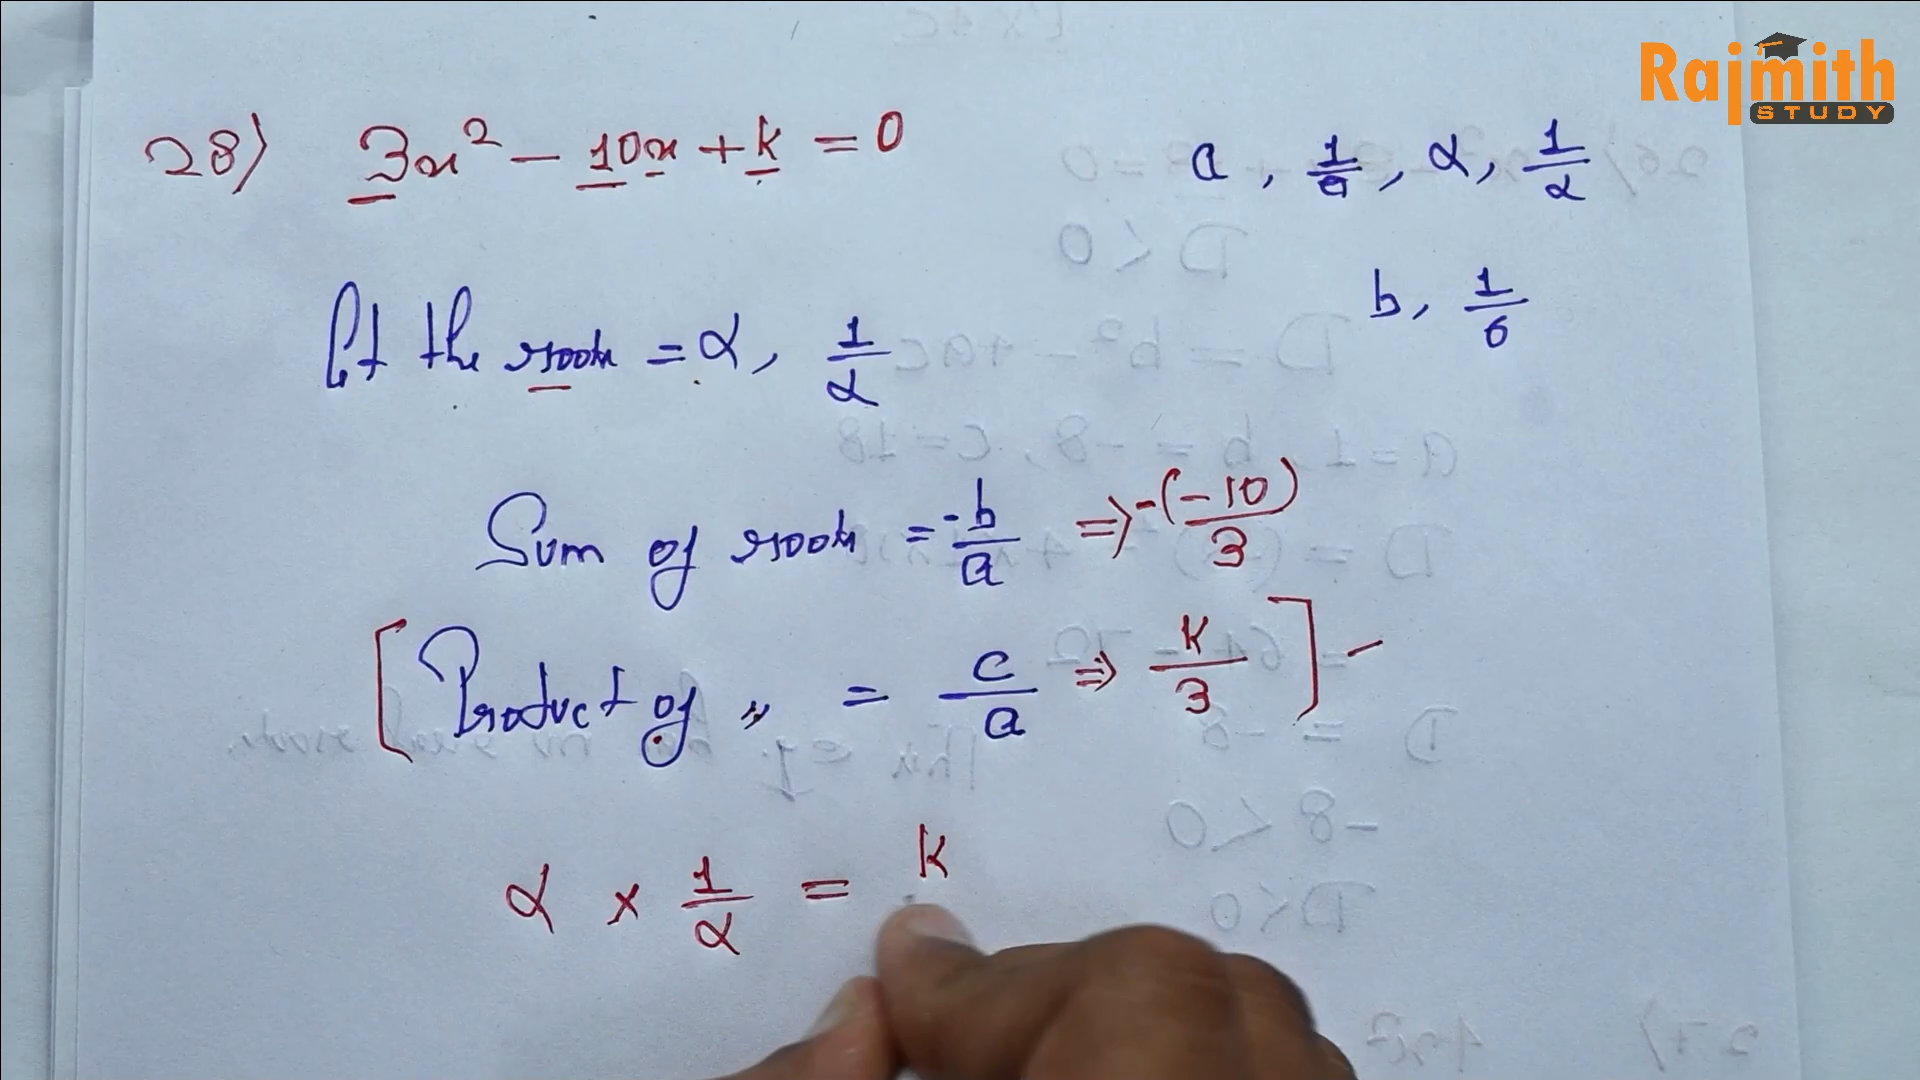 Rajmith
STUDY
28) 3x² - 10x + k = 0
a, 1/a, α, 1/α
b, 1/6
let the roots = α, 1/α
Sum of roots = -b/a ⇒ -(-10)/3
[Product of " = c/a ⇒ K/3] -
α × 1/α = K